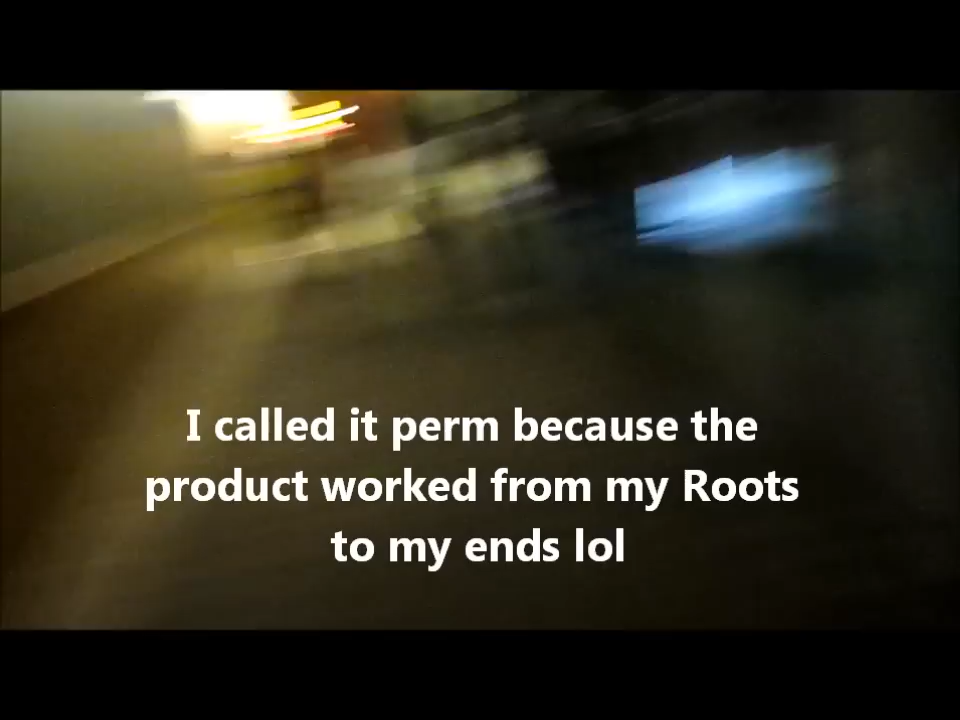 I called it perm because the
product worked from my Roots
to my ends lol